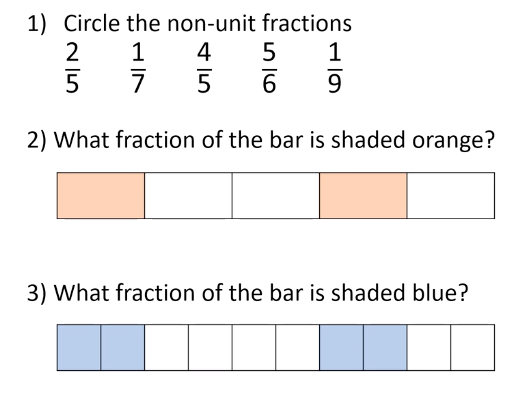 1) Circle the non-unit fractions
2/5 1/7 4/5 5/6 1/9
2) What fraction of the bar is shaded orange?
3) What fraction of the bar is shaded blue?